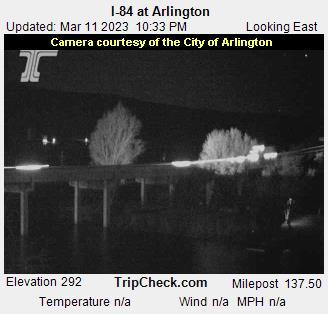 I-84 at Arlington
Updated: Mar 11 2023 10:33 PM Looking East
Camera courtesy of the City of Arlington
Elevation 292 TripCheck.com Milepost 137.50
Temperature n/a Wind n/a MPH n/a